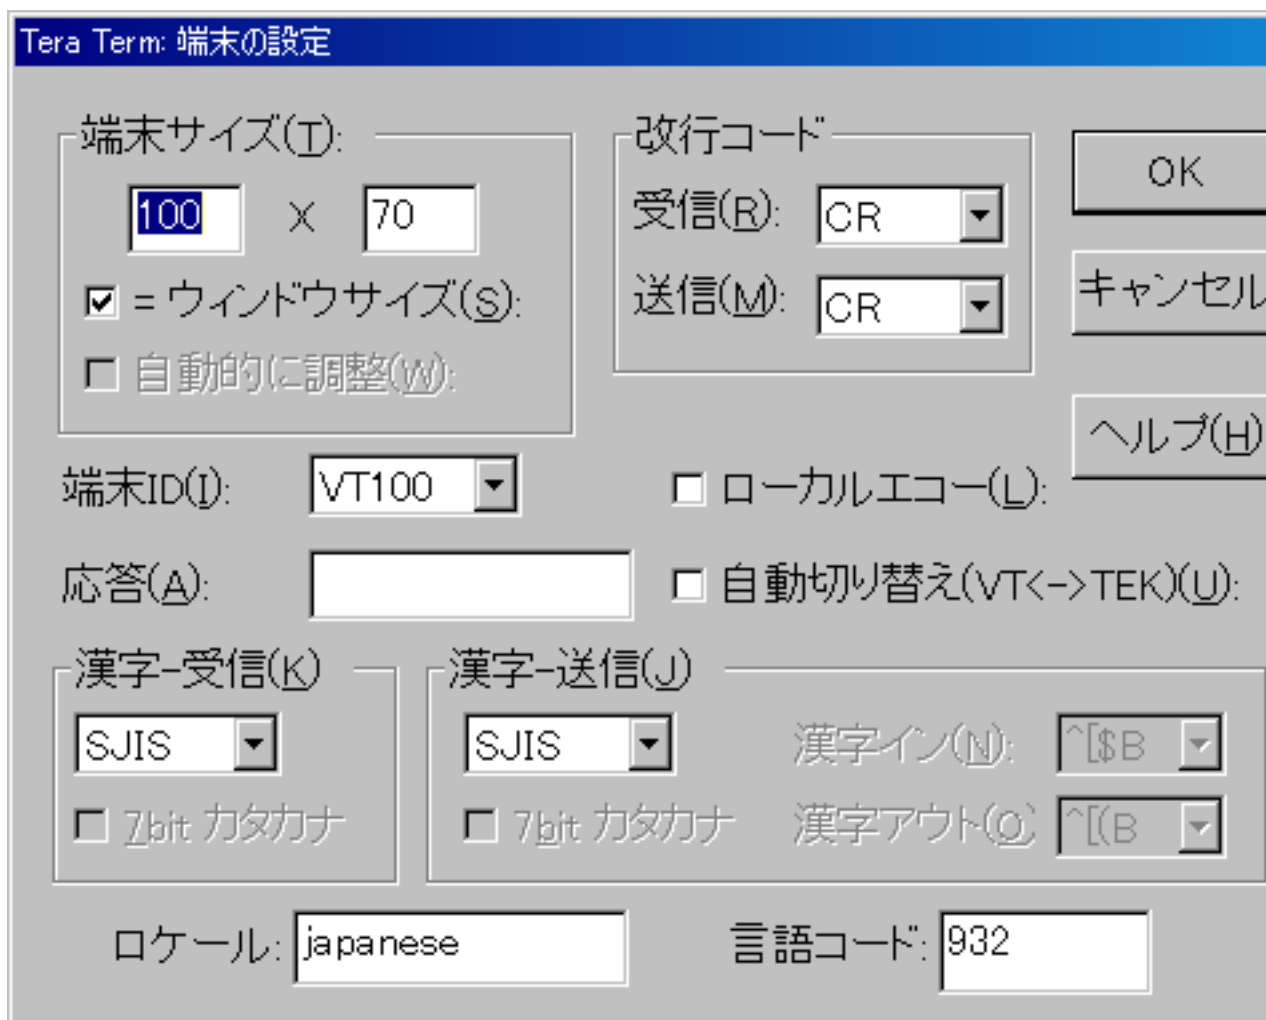 Tera Term: 端末の設定
端末サイズ(T):
100 X 70
= ウィンドウサイズ(S):
自動的に調整(W):
改行コード
受信(R): CR
送信(M): CR
OK
キャンセル
ヘルプ(H)
端末ID(I): VT100
ローカルエコー(L):
応答(A):
自動切り替え(VT<->TEK)(U):
漢字-受信(K)
SJIS
7bit カタカナ
漢字-送信(J)
SJIS
漢字イン(N): ^[$B
7bit カタカナ
漢字アウト(O) ^[(B
ロケール: japanese
言語コード: 932